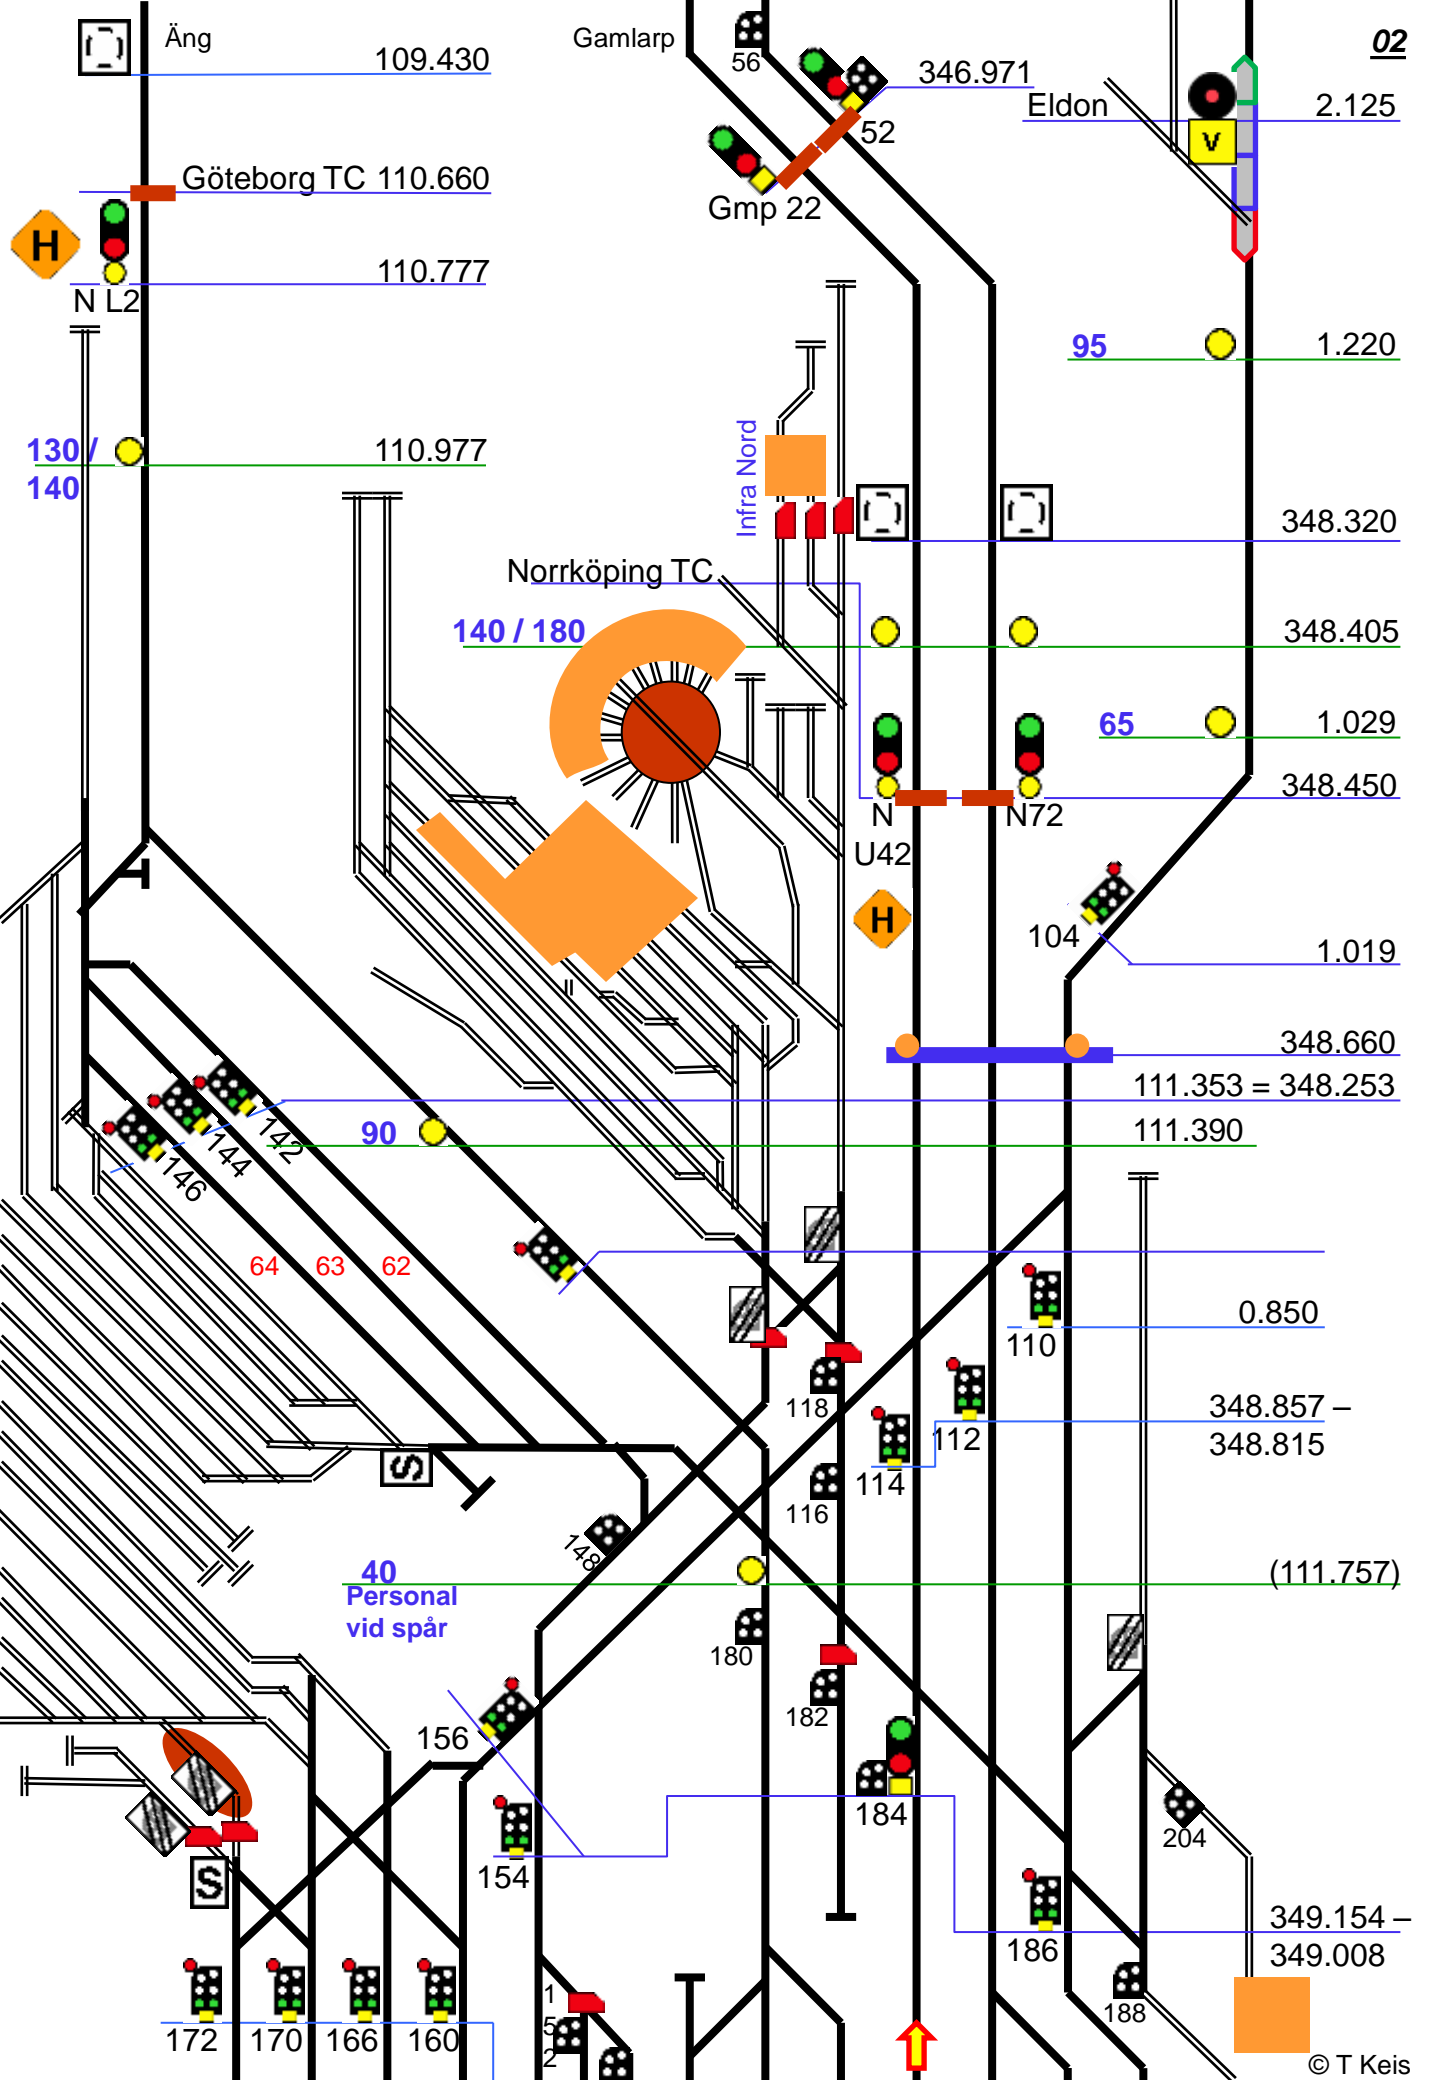 Äng
Gamlarp
56
02
109.430
346.971
52
Eldon
2.125
V
Göteborg TC 110.660
Gmp 22
H
110.777
N L2
95
1.220
130 /
140
110.977
Infra Nord
348.320
Norrköping TC
140 / 180
348.405
65
1.029
348.450
N
U42
N72
H
104
1.019
348.660
111.353 = 348.253
90
111.390
142
144
146
64
63
62
0.850
110
118
112
348.857 –
348.815
114
S
116
148
40
Personal
vid spår
(111.757)
180
182
156
184
204
154
S
349.154 –
349.008
186
188
172
170
166
160
1
5
2
© T Keis